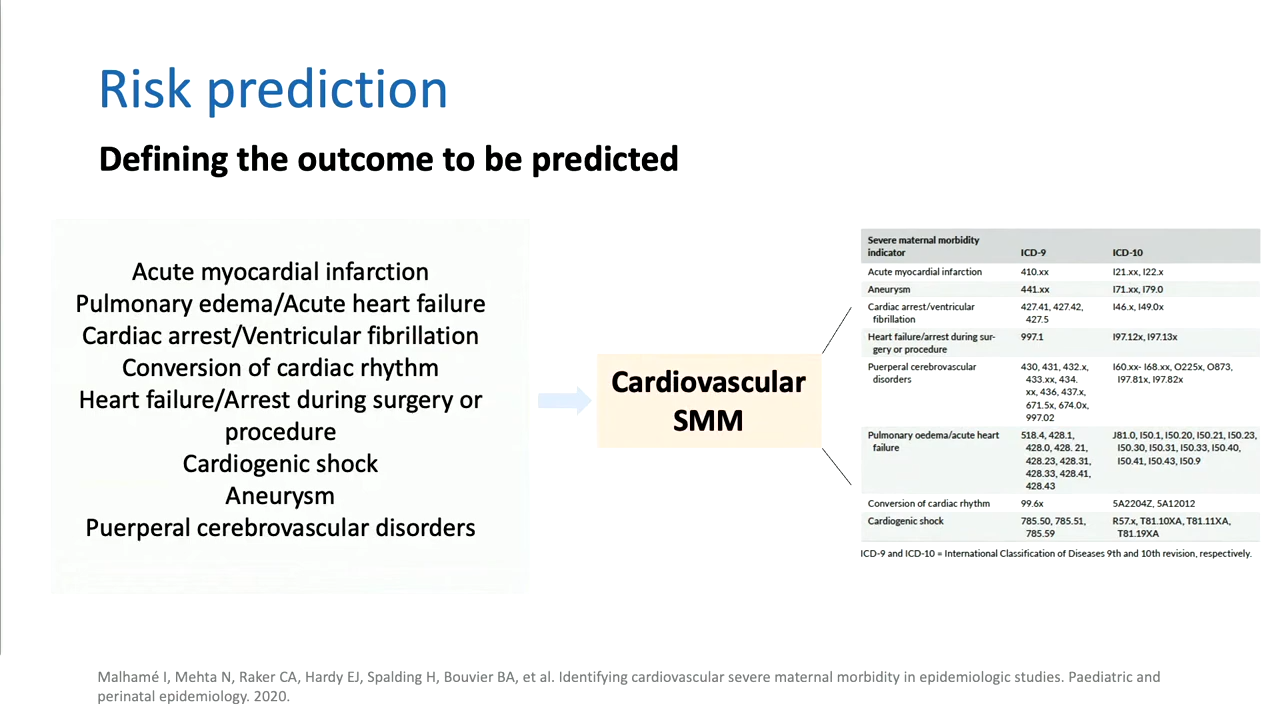 Risk prediction
Defining the outcome to be predicted
Acute myocardial infarction
Pulmonary edema/Acute heart failure
Cardiac arrest/Ventricular fibrillation
Conversion of cardiac rhythm
Heart failure/Arrest during surgery or
procedure
Cardiogenic shock
Aneurysm
Puerperal cerebrovascular disorders
Cardiovascular
SMM
Severe maternal morbidity
indicator ICD-9 ICD-10
Acute myocardial infarction 410.xx I21.xx, I22.x
Aneurysm 441.xx I71.xx, I79.0
Cardiac arrest/ventricular 427.41, 427.42, I46.x, I49.0x
fibrillation 427.5
Heart failure/arrest during sur- 997.1 I97.12x, I97.13x
gery or procedure
Puerperal cerebrovascular 430, 431, 432.x, I60.xx- I68.xx, O225x, O873,
disorders 433.xx, 434. I97.81x, I97.82x
xx, 436, 437.x,
671.5x, 674.0x,
997.02
Pulmonary oedema/acute heart 518.4, 428.1, J81.0, I50.1, I50.20, I50.21, I50.23,
failure 428.0, 428. 21, I50.30, I50.31, I50.33, I50.40,
428.23, 428.31, I50.41, I50.43, I50.9
428.33, 428.41,
428.43
Conversion of cardiac rhythm 99.6x 5A2204Z, 5A12012
Cardiogenic shock 785.50, 785.51, R57.x, T81.10XA, T81.11XA,
785.59 T81.19XA
ICD-9 and ICD-10 = International Classification of Diseases 9th and 10th revision, respectively.
Malhamé I, Mehta N, Raker CA, Hardy EJ, Spalding H, Bouvier BA, et al. Identifying cardiovascular severe maternal morbidity in epidemiologic studies. Paediatric and
perinatal epidemiology. 2020.